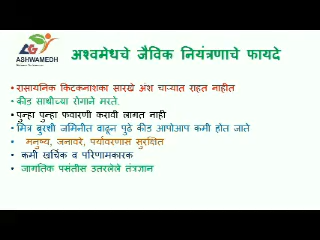 ASHWAMEDH
अश्वमेधचे जैविक नियंत्रणाचे फायदे
रासायनिक किटकनाशका सारखे अंश चाऱ्यात राहत नाहीत
कीड साथीच्या रोगाने मरते.
पुन्हा पुन्हा फवारणी करावी लागत नाही
मित्र बुरशी जमिनीत वाढून पुढे कीड आपोआप कमी होत जाते
मनुष्य, जनावरे, पर्यावरणास सुरक्षित
कमी खर्चिक व परिणामकारक
जागतिक पसंतीस उतरलेले तंत्रज्ञान